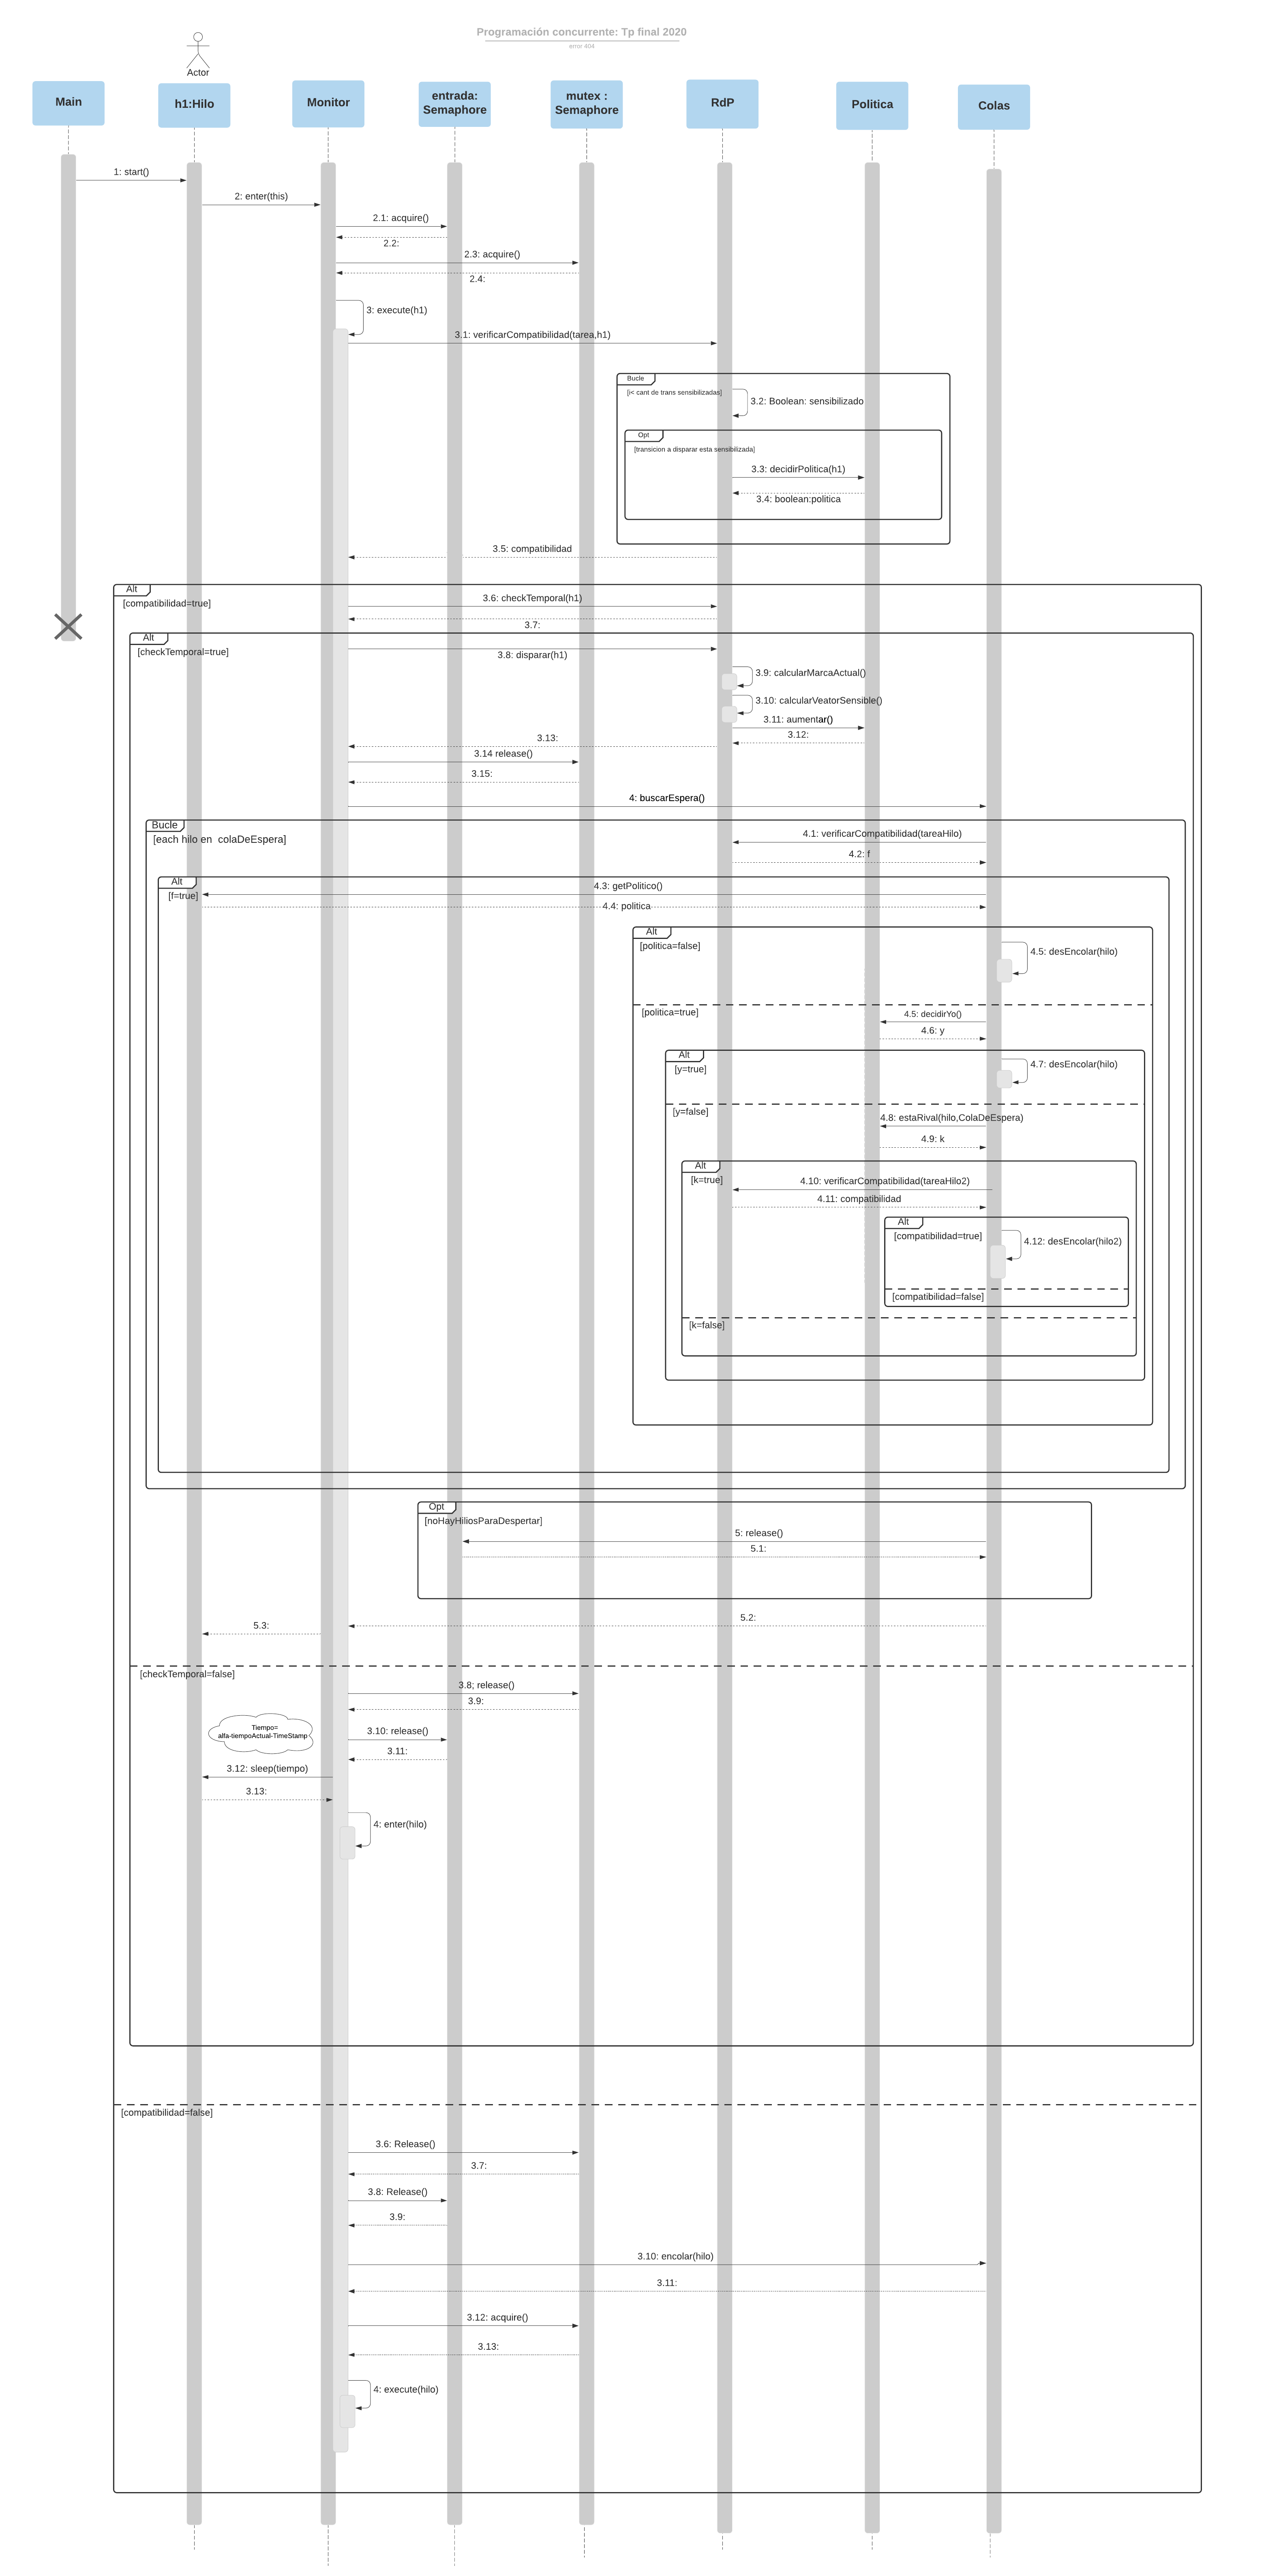 Programación concurrente: Tp final 2020
error 404
Actor
Main
h1:Hilo
Monitor
entrada:
Semaphore
mutex :
Semaphore
RdP
Politica
Colas
1: start()
2: enter(this)
2.1: acquire()
2.2:
2.3: acquire()
2.4:
3: execute(h1)
3.1: verificarCompatibilidad(tarea,h1)
Bucle
[i< cant de trans sensibilizadas]
3.2: Boolean: sensibilizado
Opt
[transicion a disparar esta sensibilizada]
3.3: decidirPolitica(h1)
3.4: boolean:politica
3.5: compatibilidad
Alt
[compatibilidad=true]
3.6: checkTemporal(h1)
3.7:
Alt
[checkTemporal=true]
3.8: disparar(h1)
3.9: calcularMarcaActual()
3.10: calcularVeatorSensible()
3.11: aumentar()
3.12:
3.13:
3.14 release()
3.15:
4: buscarEspera()
Bucle
[each hilo en  colaDeEspera]
4.1: verificarCompatibilidad(tareaHilo)
4.2: f
Alt
[f=true]
4.3: getPolitico()
4.4: politica
Alt
[politica=false]
4.5: desEncolar(hilo)
[politica=true]
4.5: decidirYo()
4.6: y
Alt
[y=true]
4.7: desEncolar(hilo)
[y=false]
4.8: estaRival(hilo,ColaDeEspera)
4.9: k
Alt
[k=true]
4.10: verificarCompatibilidad(tareaHilo2)
4.11: compatibilidad
Alt
[compatibilidad=true]
4.12: desEncolar(hilo2)
[compatibilidad=false]
[k=false]
Opt
[noHayHiliosParaDespertar]
5: release()
5.1:
5.2:
5.3:
[checkTemporal=false]
3.8; release()
3.9:
Tiempo=
alfa-tiempoActual-TimeStamp
3.10: release()
3.11:
3.12: sleep(tiempo)
3.13:
4: enter(hilo)
[compatibilidad=false]
3.6: Release()
3.7:
3.8: Release()
3.9:
3.10: encolar(hilo)
3.11:
3.12: acquire()
3.13:
4: execute(hilo)